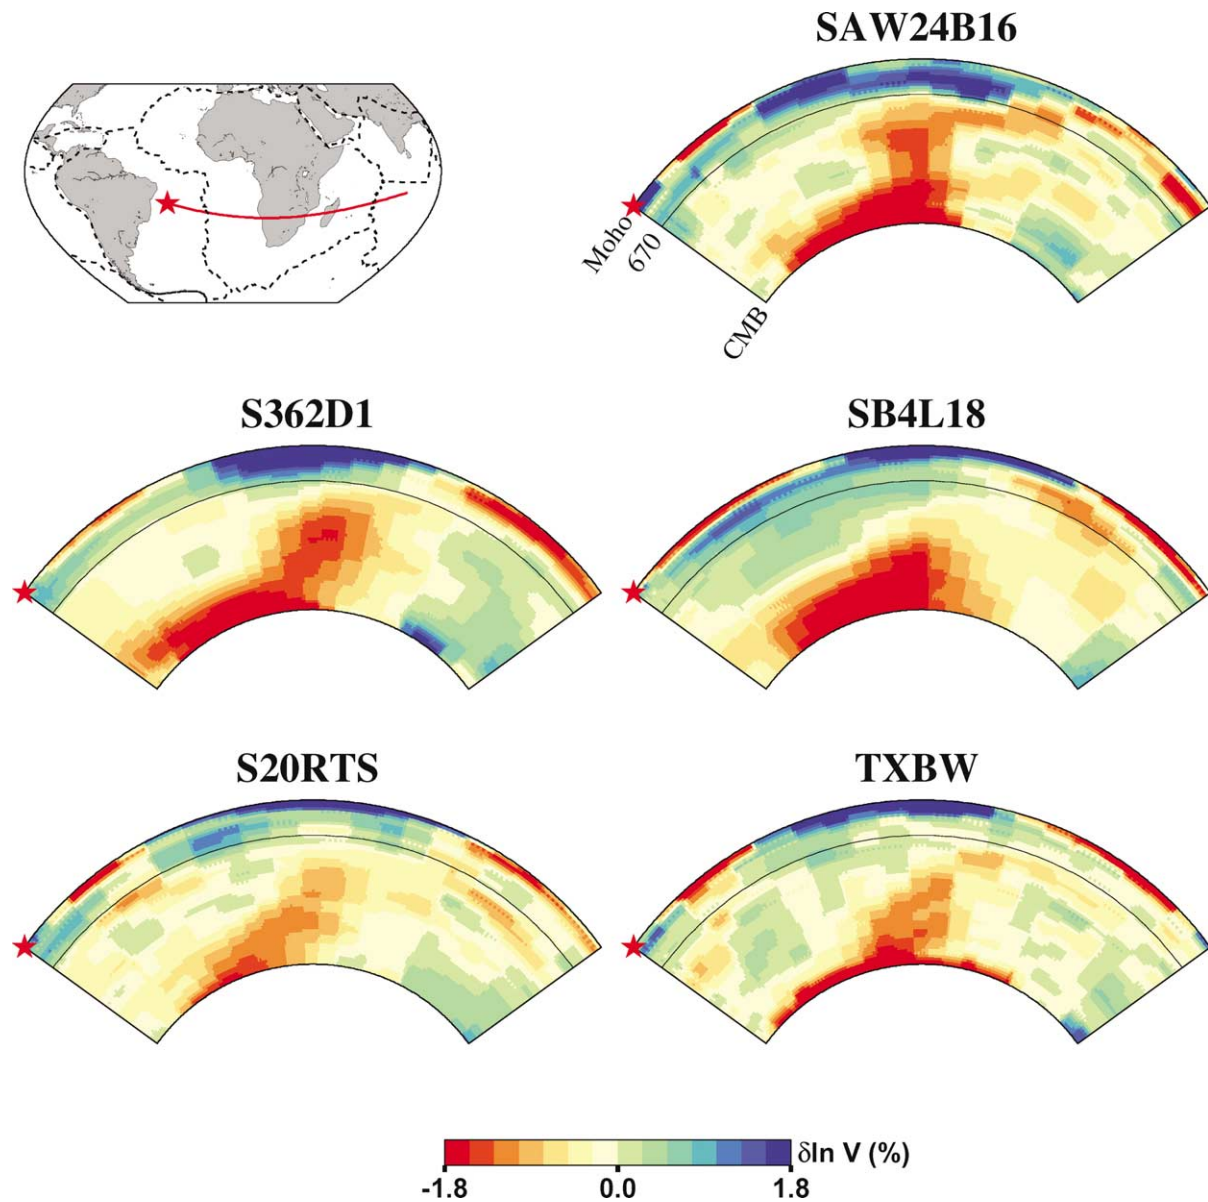 SAW24B16
Moho
670
CMB
S362D1
SB4L18
S20RTS
TXBW
δln V (%)
-1.8 0.0 1.8